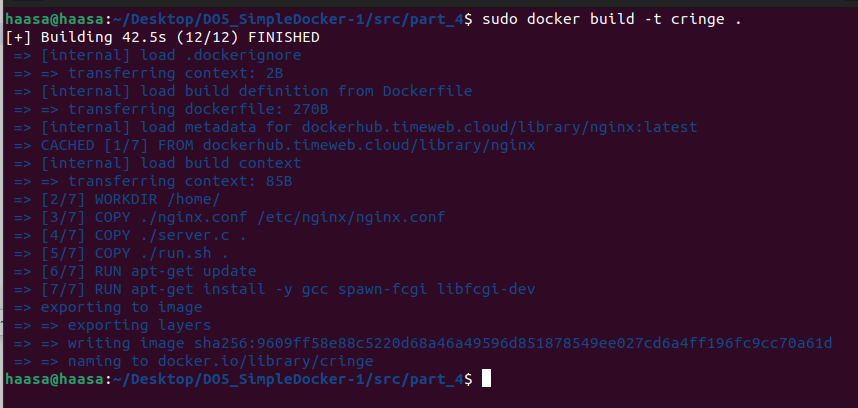 haasa@haasa:~/Desktop/DO5_SimpleDocker-1/src/part_4$ sudo docker build -t cringe .
[+] Building 42.5s (12/12) FINISHED
=> [internal] load .dockerignore
=> => transferring context: 2B
=> [internal] load build definition from Dockerfile
=> => transferring dockerfile: 270B
=> [internal] load metadata for dockerhub.timeweb.cloud/library/nginx:latest
=> CACHED [1/7] FROM dockerhub.timeweb.cloud/library/nginx
=> [internal] load build context
=> => transferring context: 85B
=> [2/7] WORKDIR /home/
=> [3/7] COPY ./nginx.conf /etc/nginx/nginx.conf
=> [4/7] COPY ./server.c .
=> [5/7] COPY ./run.sh .
=> [6/7] RUN apt-get update
=> [7/7] RUN apt-get install -y gcc spawn-fcgi libfcgi-dev
=> exporting to image
=> => exporting layers
=> => writing image sha256:9609ff58e88c5220d68a46a49596d851878549ee027cd6a4ff196fc9cc70a61d
=> => naming to docker.io/library/cringe
haasa@haasa:~/Desktop/DO5_SimpleDocker-1/src/part_4$